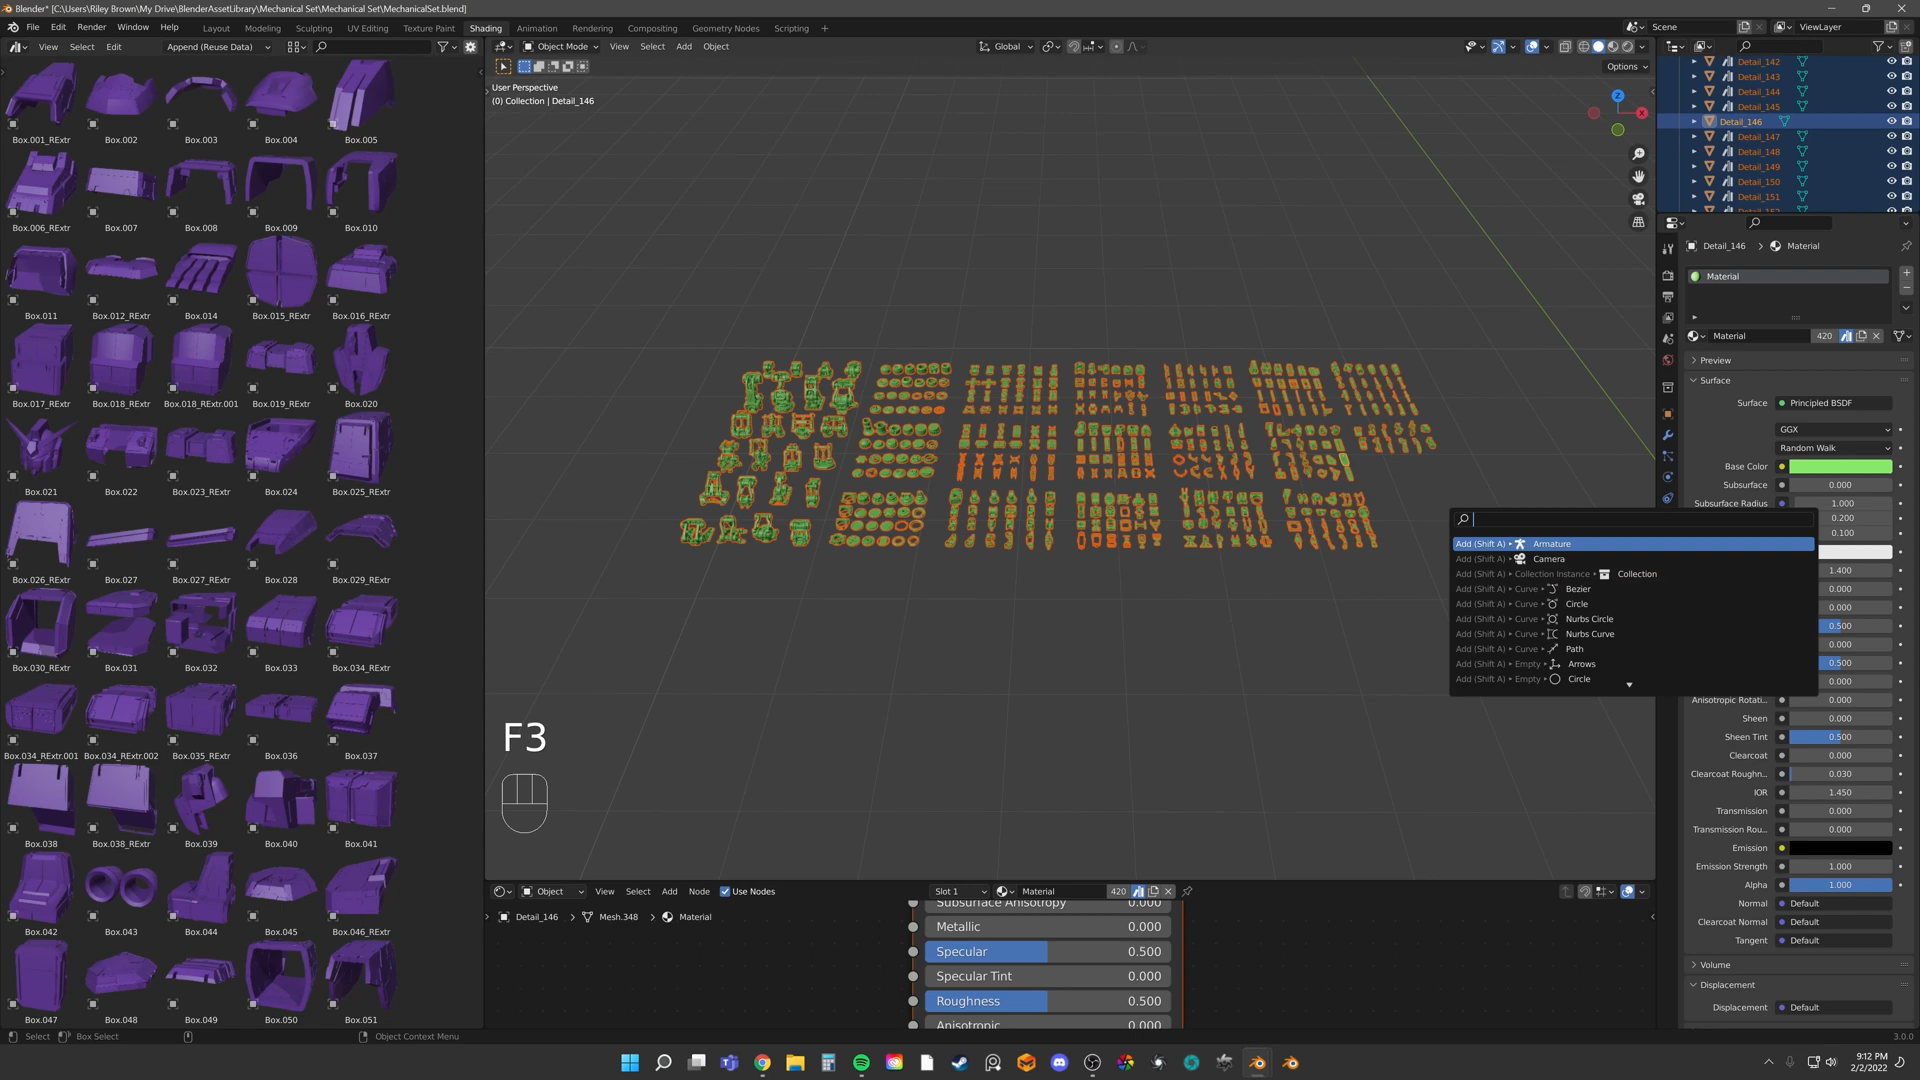 Blender* [C:\Users\Riley Brown\My Drive\BlenderAssetLibrary\Mechanical Set\Mechanical Set\MechanicalSet.blend]
File Edit Render Window Help Layout Modeling Sculpting UV Editing Texture Paint Shading Animation Rendering Compositing Geometry Nodes Scripting + Scene ViewLayer
View Select Edit Append (Reuse Data) Object Mode View Select Add Object Global
Options
User Perspective
(0) Collection | Detail_146
Box.001_RExtr Box.002 Box.003 Box.004 Box.005
Box.006_RExtr Box.007 Box.008 Box.009 Box.010
Box.011 Box.012_RExtr Box.014 Box.015_RExtr Box.016_RExtr
Box.017_RExtr Box.018_RExtr Box.018_RExtr.001 Box.019_RExtr Box.020
Box.021 Box.022 Box.023_RExtr Box.024 Box.025_RExtr
Box.026_RExtr Box.027 Box.027_RExtr Box.028 Box.029_RExtr
Box.030_RExtr Box.031 Box.032 Box.033 Box.034_RExtr
Box.034_RExtr.001 Box.034_RExtr.002 Box.035_RExtr Box.036 Box.037
Box.038 Box.038_RExtr Box.039 Box.040 Box.041
Box.042 Box.043 Box.044 Box.045 Box.046_RExtr
Box.047 Box.048 Box.049 Box.050 Box.051
Z
X
Detail_142
Detail_143
Detail_144
Detail_145
Detail_146
Detail_147
Detail_148
Detail_149
Detail_150
Detail_151
Detail_146 > Material
Material
Material 420
Preview
Surface
Surface Principled BSDF
GGX
Random Walk
Base Color
Subsurface 0.000
Subsurface Radius 1.000
0.200
0.100
1.400
0.000
0.000
0.500
0.000
0.500
0.000
Anisotropic Rotati... 0.000
Sheen 0.000
Sheen Tint 0.500
Clearcoat 0.000
Clearcoat Roughn... 0.030
IOR 1.450
Transmission 0.000
Transmission Rou... 0.000
Emission
Emission Strength 1.000
Alpha 1.000
Normal Default
Clearcoat Normal Default
Tangent Default
Volume
Displacement
Displacement Default
Add (Shift A) Armature
Add (Shift A) Camera
Add (Shift A) Collection Instance Collection
Add (Shift A) Curve Bezier
Add (Shift A) Curve Circle
Add (Shift A) Curve Nurbs Circle
Add (Shift A) Curve Nurbs Curve
Add (Shift A) Curve Path
Add (Shift A) Empty Arrows
Add (Shift A) Empty Circle
F3
Object View Select Add Node Use Nodes Slot 1 Material 420
Detail_146 > Mesh.348 > Material
Subsurface Anisotropy 0.000
Metallic 0.000
Specular 0.500
Specular Tint 0.000
Roughness 0.500
Anisotropic 0.000
Select Box Select Object Context Menu 3.0.0
9:12 PM
2/2/2022